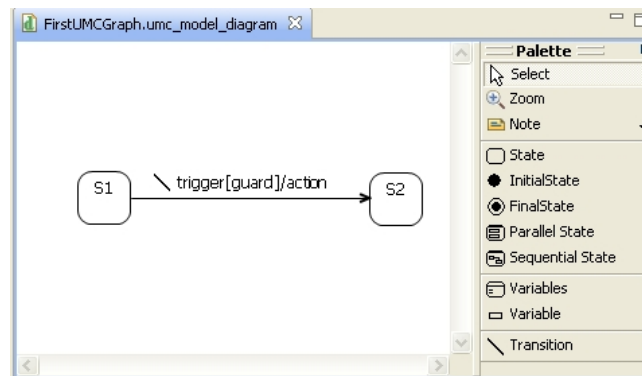 FirstUMCGraph.umc_model_diagram
Palette
Select
Zoom
Note
State
InitialState
FinalState
Parallel State
Sequential State
Variables
Variable
Transition
S1
trigger[guard]/action
S2